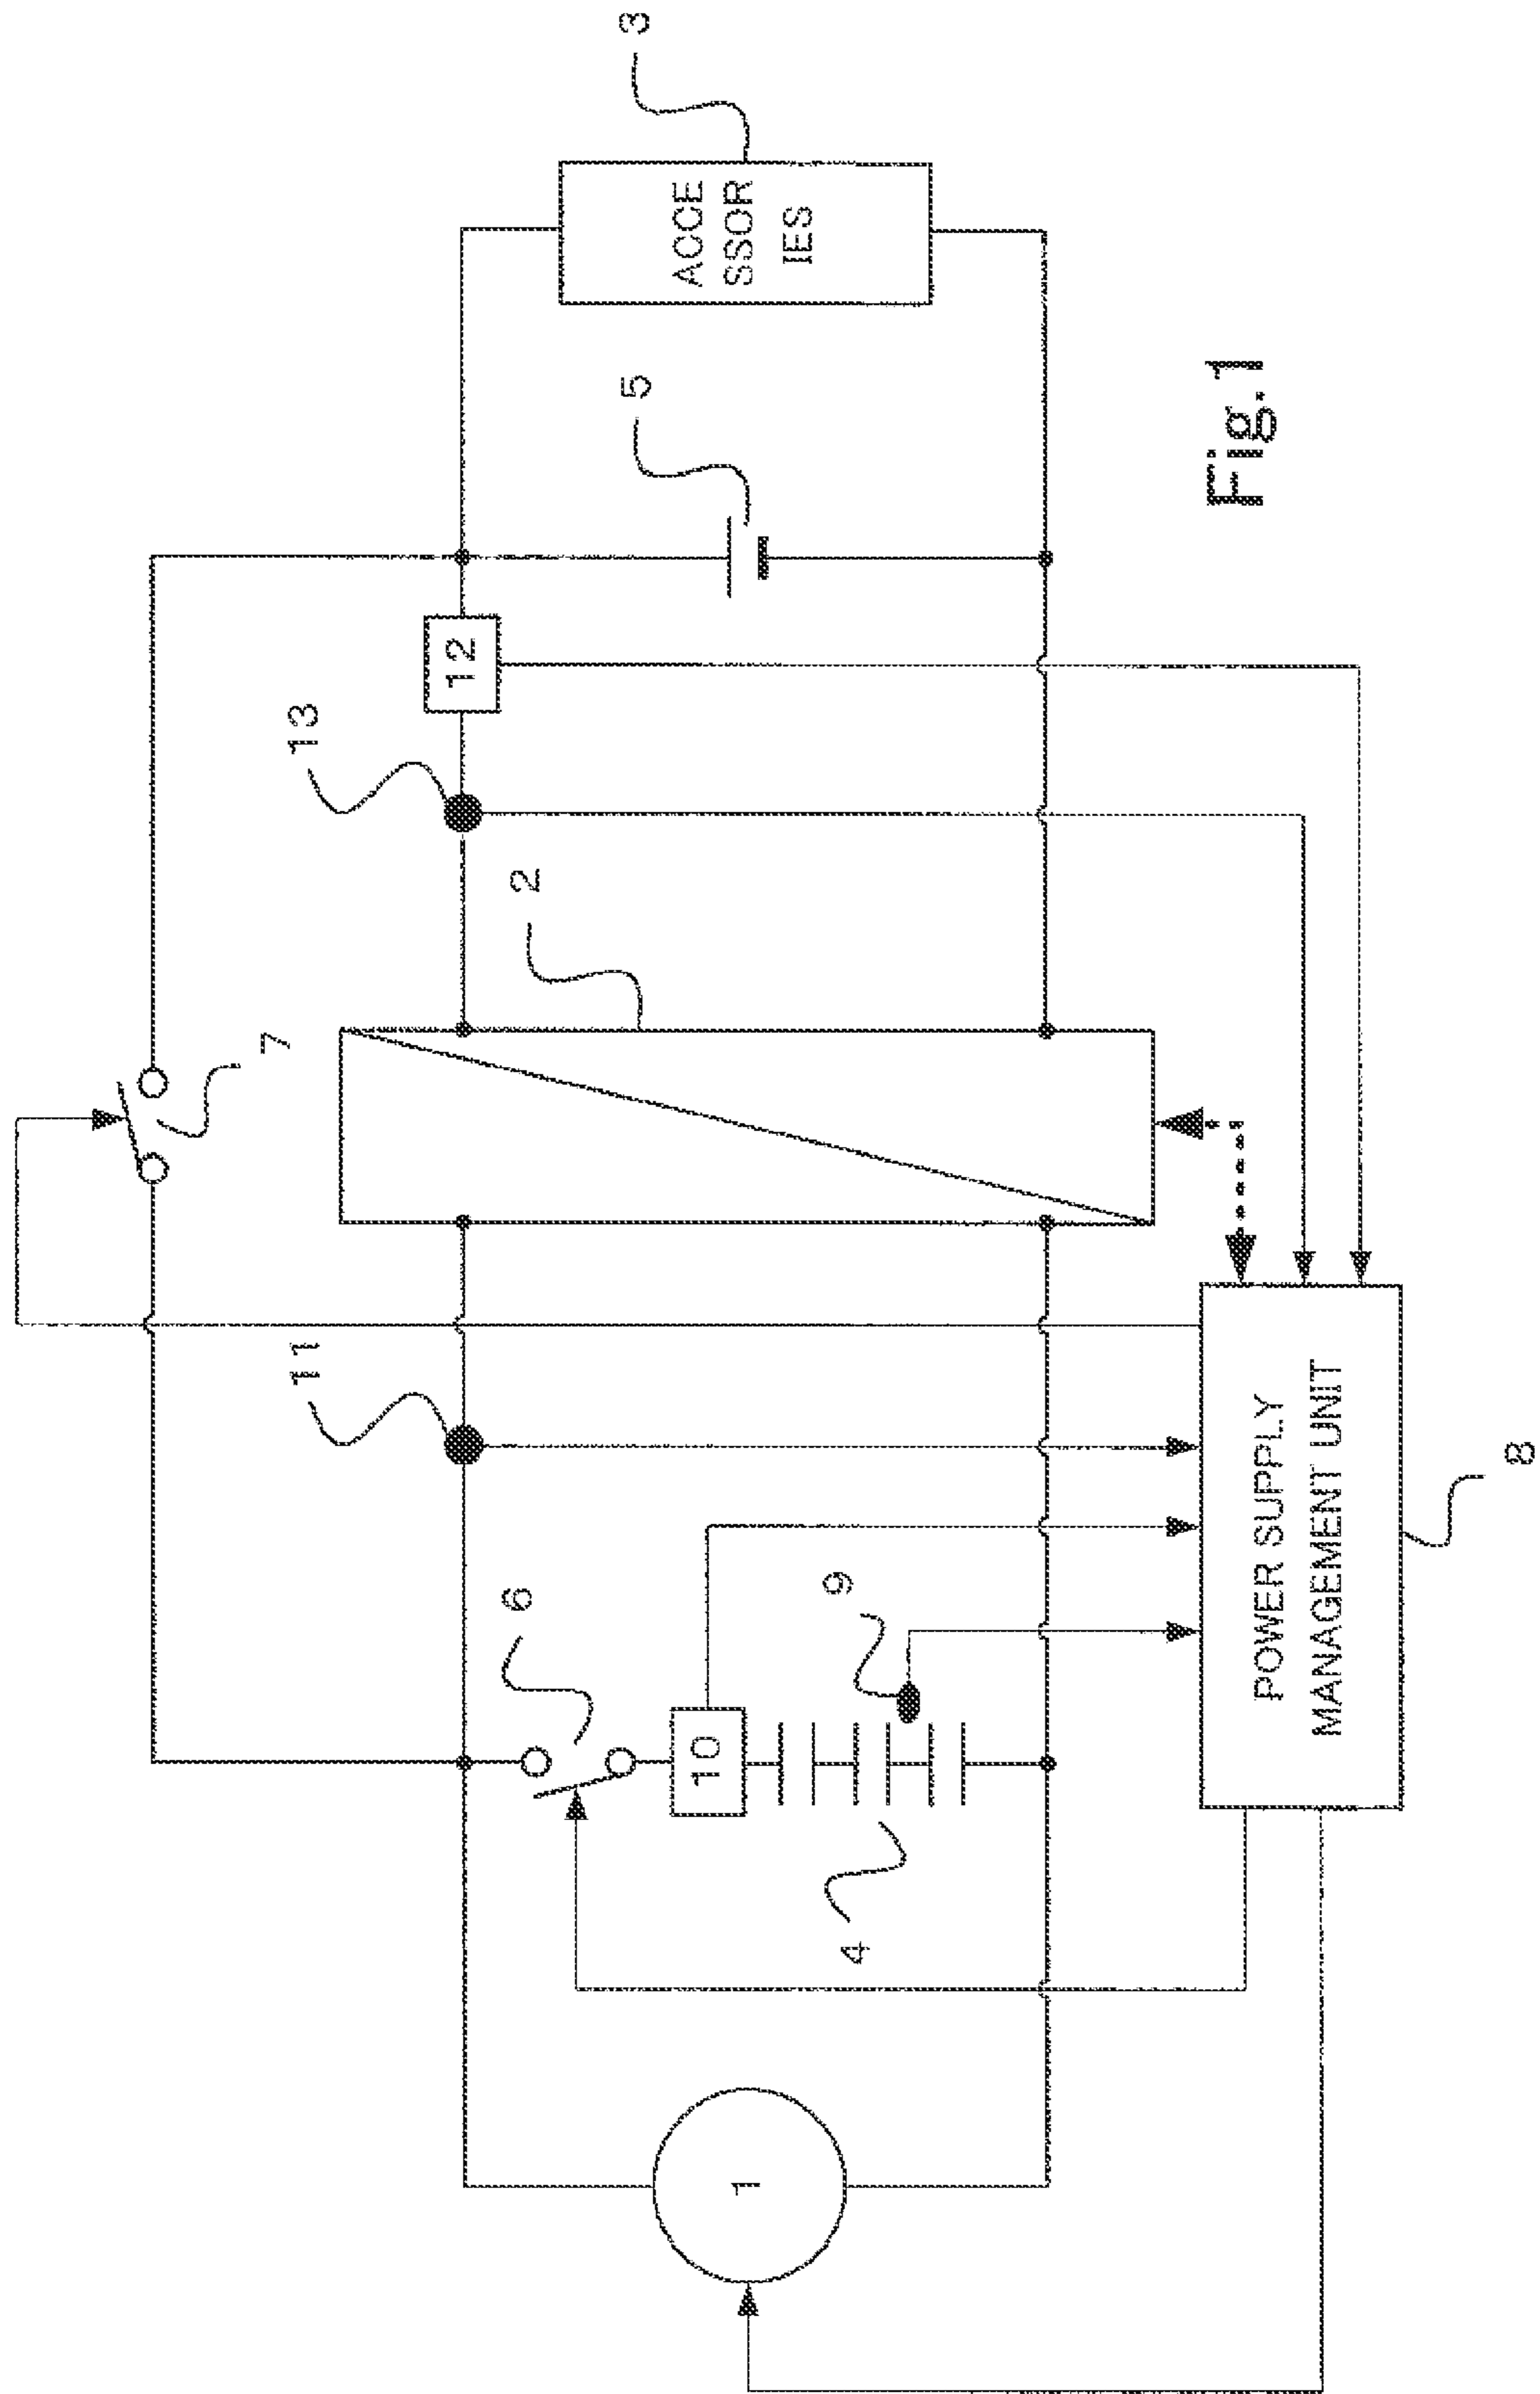 7
11
13
6
2
12
5
3
10
9
4
1
ACCE
SSOR
IES
POWER SUPPLY
MANAGEMENT UNIT
8
Fig.1